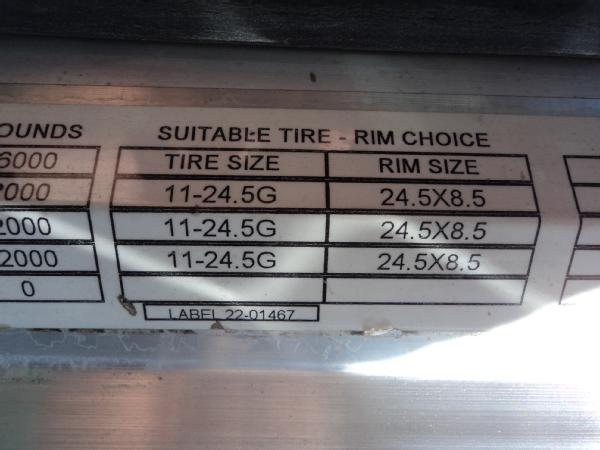 OUNDS SUITABLE TIRE - RIM CHOICE
6000 TIRE SIZE RIM SIZE
000 11-24.5G 24.5X8.5
2000 11-24.5G 24.5X8.5
2000 11-24.5G 24.5X8.5
0
LABEL 22-01467